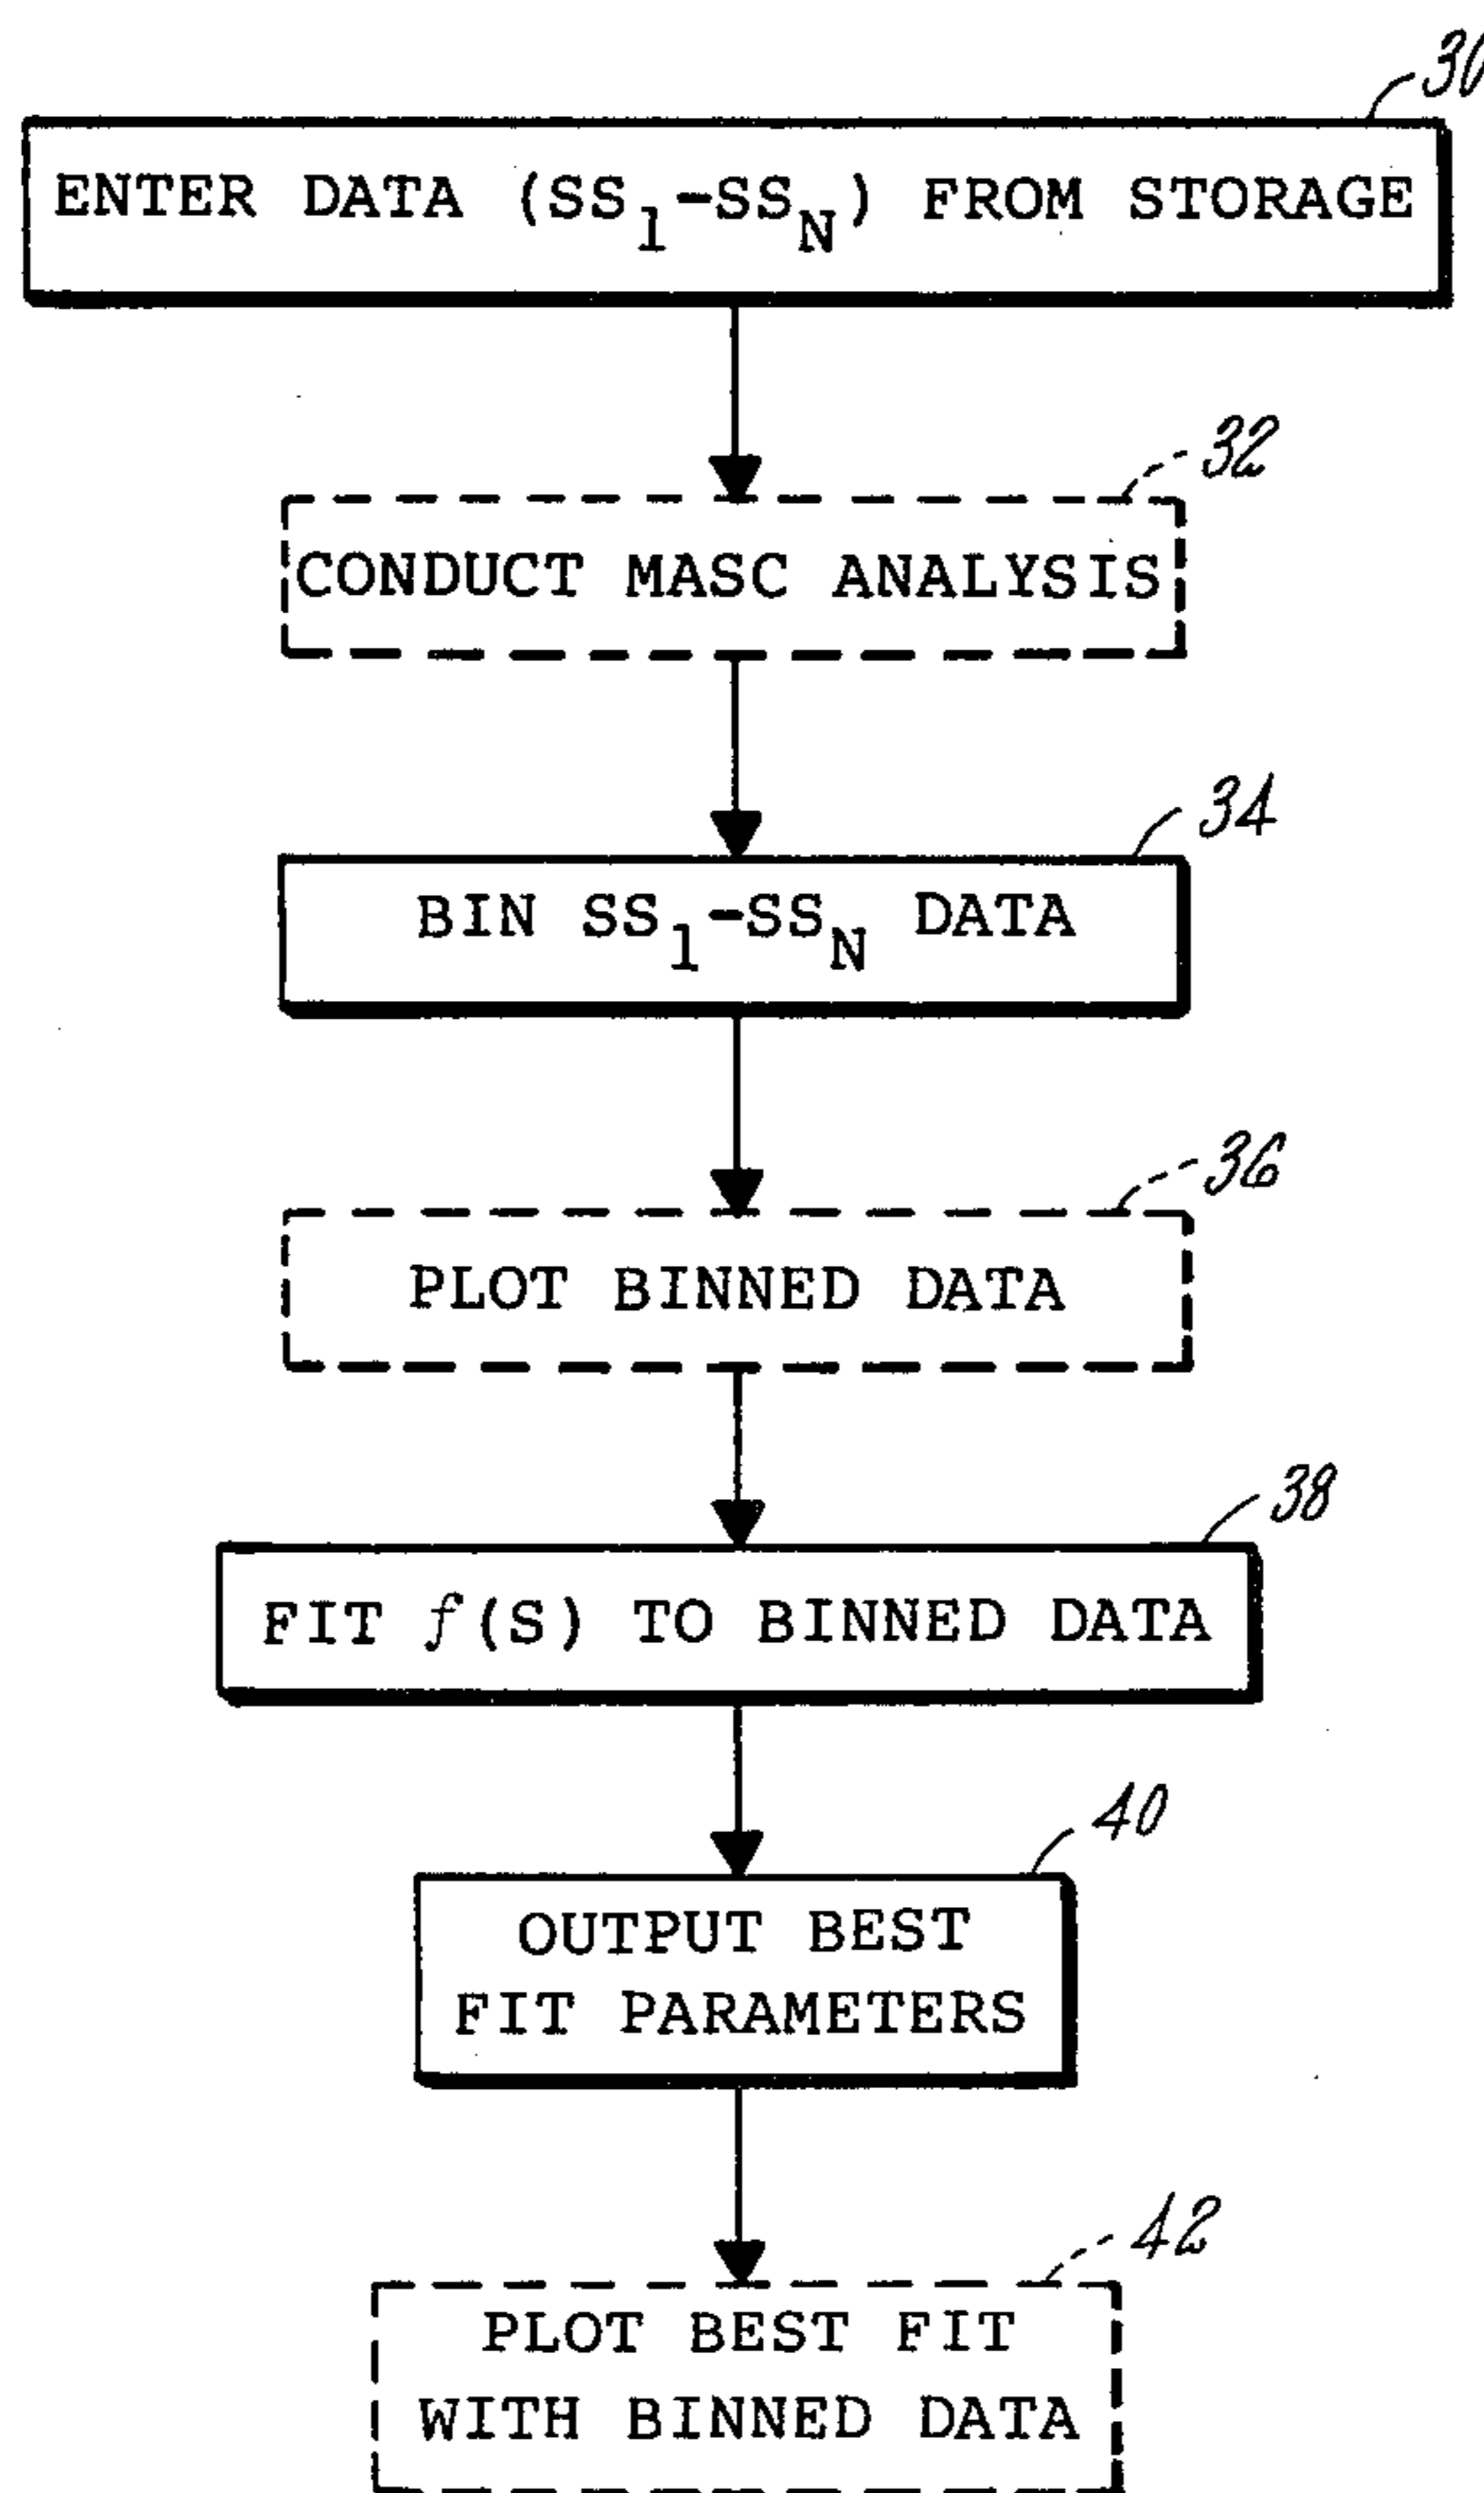 30
ENTER DATA (SS1-SSN) FROM STORAGE
32
CONDUCT MASC ANALYSIS
34
BIN SS1-SSN DATA
36
PLOT BINNED DATA
38
FIT f(S) TO BINNED DATA
40
OUTPUT BEST
FIT PARAMETERS
42
PLOT BEST FIT
WITH BINNED DATA